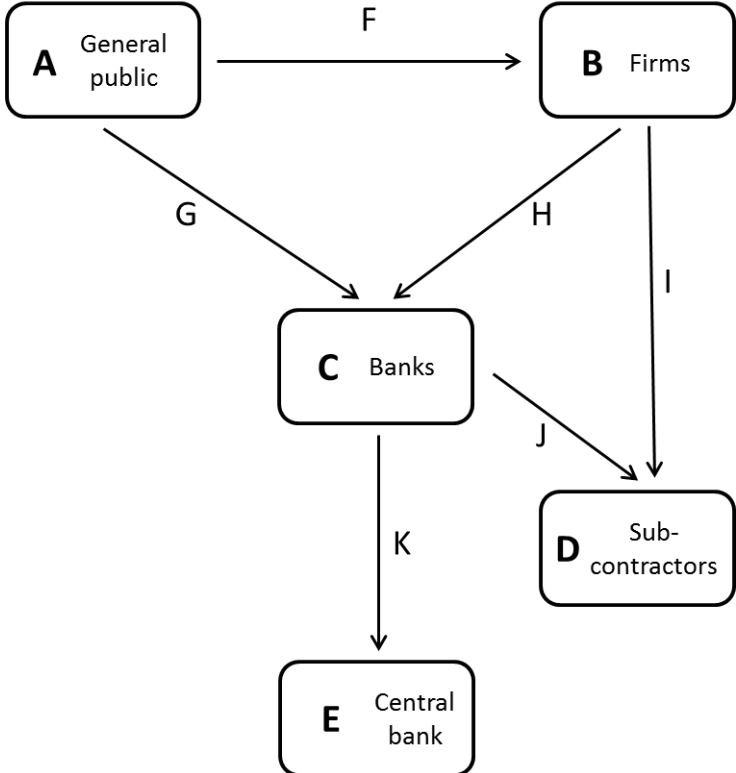 F
A General
public
B Firms
G
H
I
C Banks
J
K
D Sub-
contractors
E Central
bank